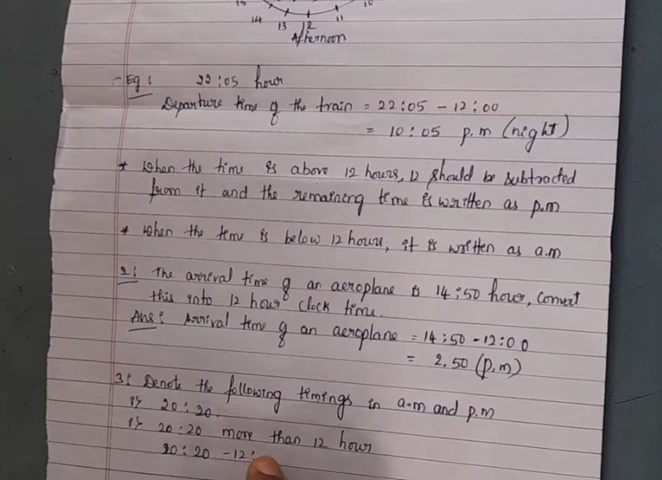 15
14
13
12
11
10
Afternoon
Eg: 22:05 hour
Departure time of the train = 22:05 - 12:00
= 10:05 p.m (night)
* When the time is above 12 hours, 12 should be subtracted
from it and the remaining time is written as p.m
* When the time is below 12 hours, it is written as a.m
2: The arrival time of an aeroplane is 14:50 hour, convert
this into 12 hour clock time.
Ans: Arrival time of an aeroplane = 14:50 - 12:00
= 2.50 (p.m)
3: Denote the following timings in a.m and p.m
i> 20:20.
i> 20:20 more than 12 hour
20:20 - 12: